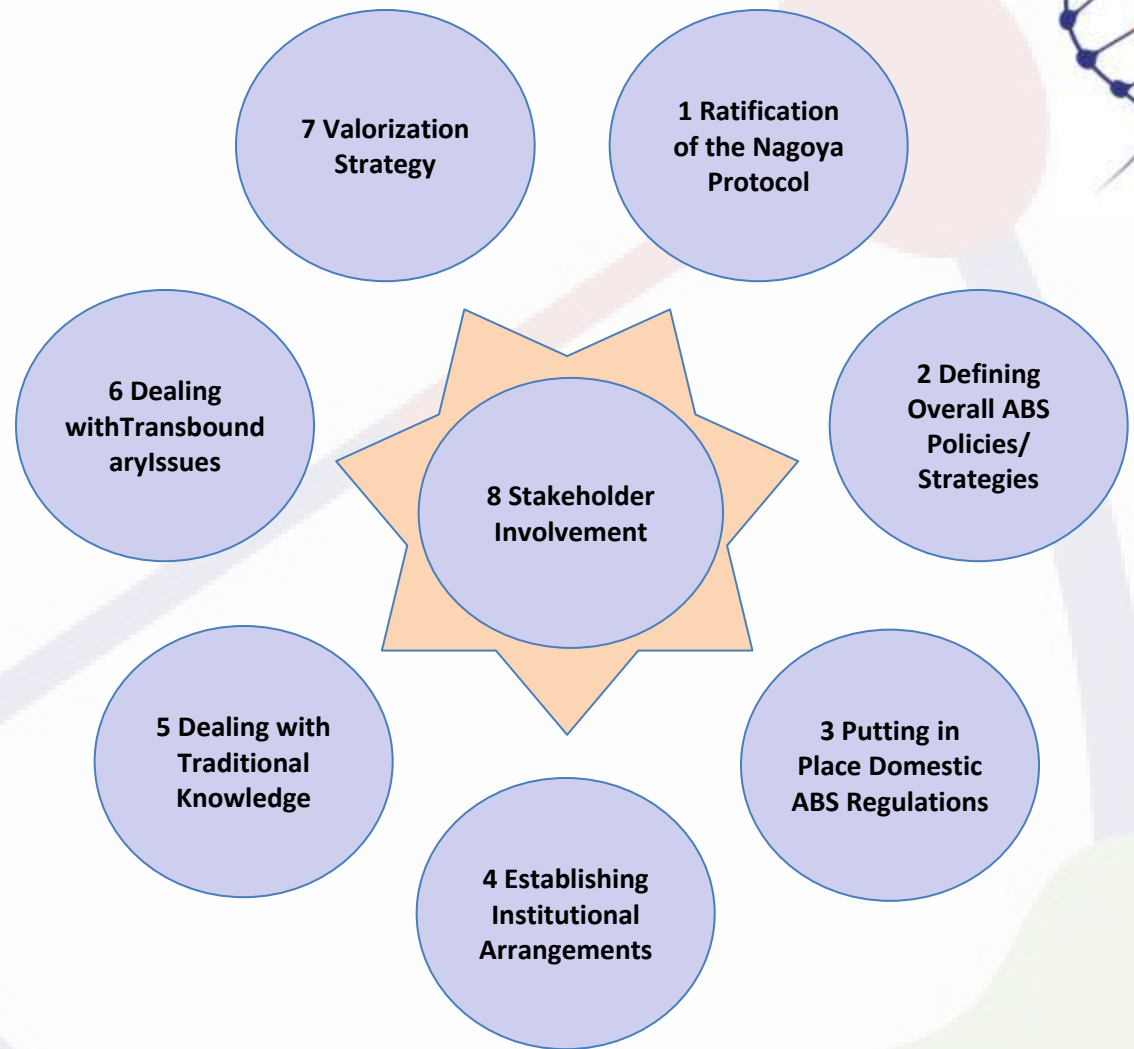 1 Ratification
of the Nagoya
Protocol
2 Defining
Overall ABS
Policies/
Strategies
3 Putting in
Place Domestic
ABS Regulations
4 Establishing
Institutional
Arrangements
5 Dealing with
Traditional
Knowledge
6 Dealing
withTransbound
aryIssues
7 Valorization
Strategy
8 Stakeholder
Involvement